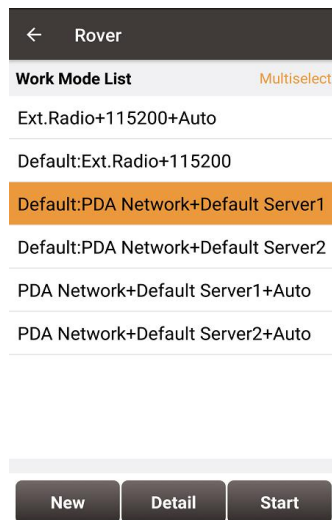 Rover
Work Mode List Multiselect
Ext.Radio+115200+Auto
Default:Ext.Radio+115200
Default:PDA Network+Default Server1
Default:PDA Network+Default Server2
PDA Network+Default Server1+Auto
PDA Network+Default Server2+Auto
New Detail Start